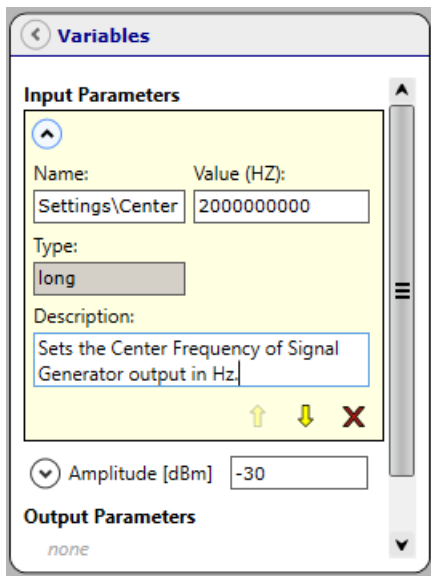 Variables
Input Parameters
Name: Value (HZ):
Settings\Center 2000000000
Type:
long
Description:
Sets the Center Frequency of Signal
Generator output in Hz.
Amplitude [dBm] -30
Output Parameters
none